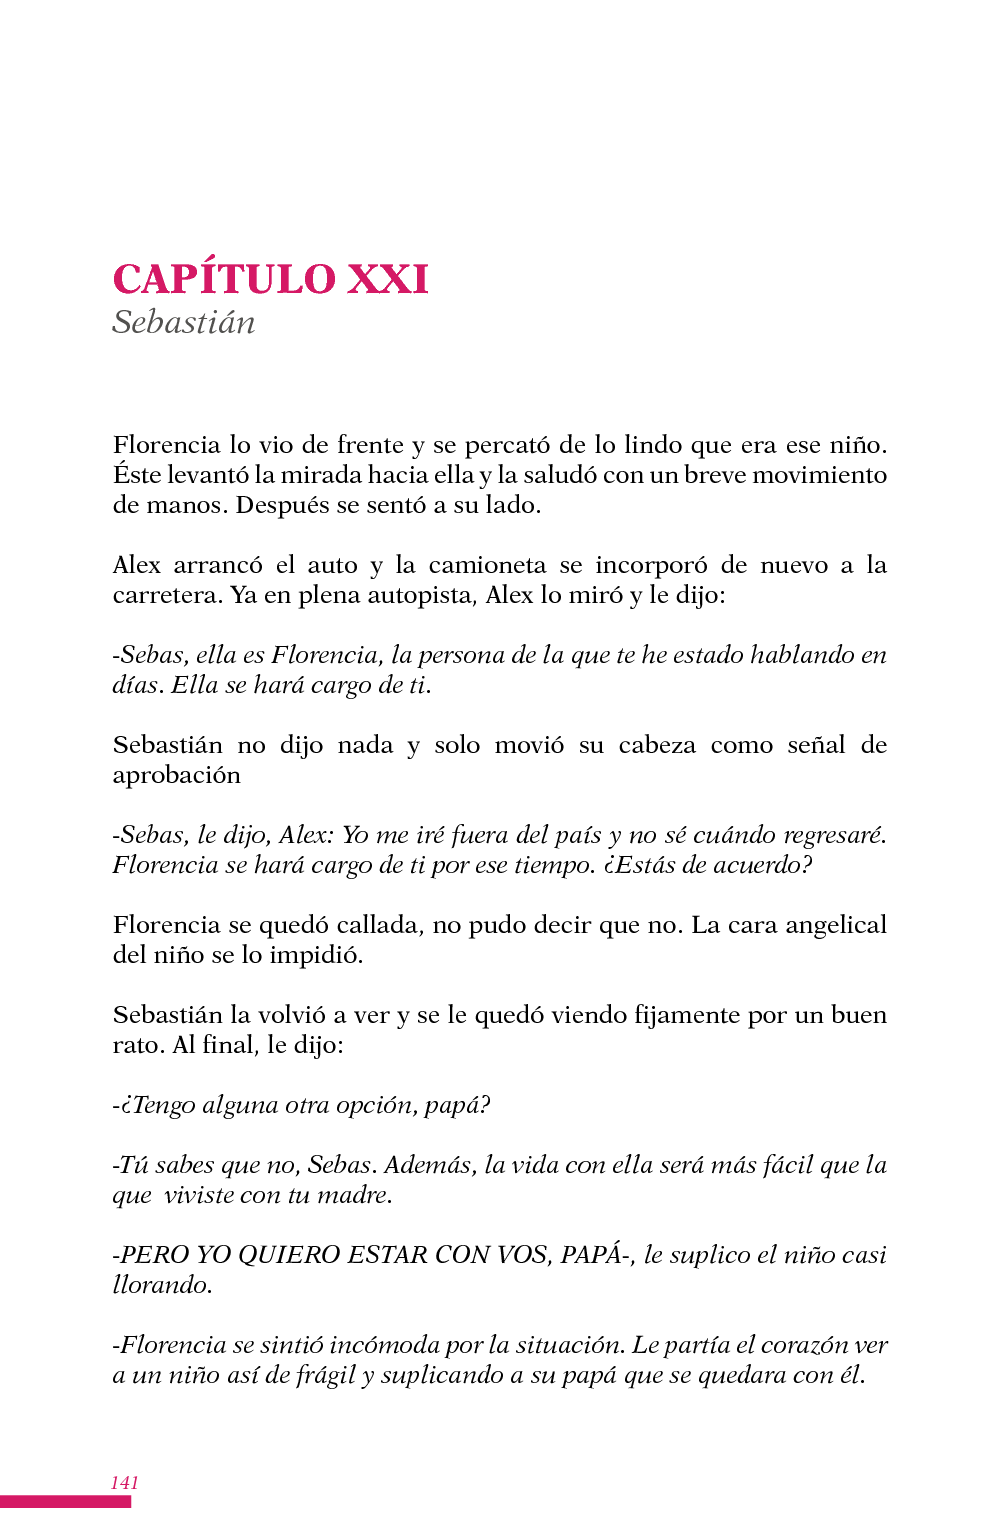 CAPÍTULO XXI
Sebastián
Florencia lo vio de frente y se percató de lo lindo que era ese niño.
Éste levantó la mirada hacia ella y la saludó con un breve movimiento
de manos. Después se sentó a su lado.
Alex arrancó el auto y la camioneta se incorporó de nuevo a la
carretera. Ya en plena autopista, Alex lo miró y le dijo:
-Sebas, ella es Florencia, la persona de la que te he estado hablando en
días. Ella se hará cargo de ti.
Sebastián no dijo nada y solo movió su cabeza como señal de
aprobación
-Sebas, le dijo, Alex: Yo me iré fuera del país y no sé cuándo regresaré.
Florencia se hará cargo de ti por ese tiempo. ¿Estás de acuerdo?
Florencia se quedó callada, no pudo decir que no. La cara angelical
del niño se lo impidió.
Sebastián la volvió a ver y se le quedó viendo fijamente por un buen
rato. Al final, le dijo:
-¿Tengo alguna otra opción, papá?
-Tú sabes que no, Sebas. Además, la vida con ella será más fácil que la
que  viviste con tu madre.
-PERO YO QUIERO ESTAR CON VOS, PAPÁ-, le suplico el niño casi
llorando.
-Florencia se sintió incómoda por la situación. Le partía el corazón ver
a un niño así de frágil y suplicando a su papá que se quedara con él.
141